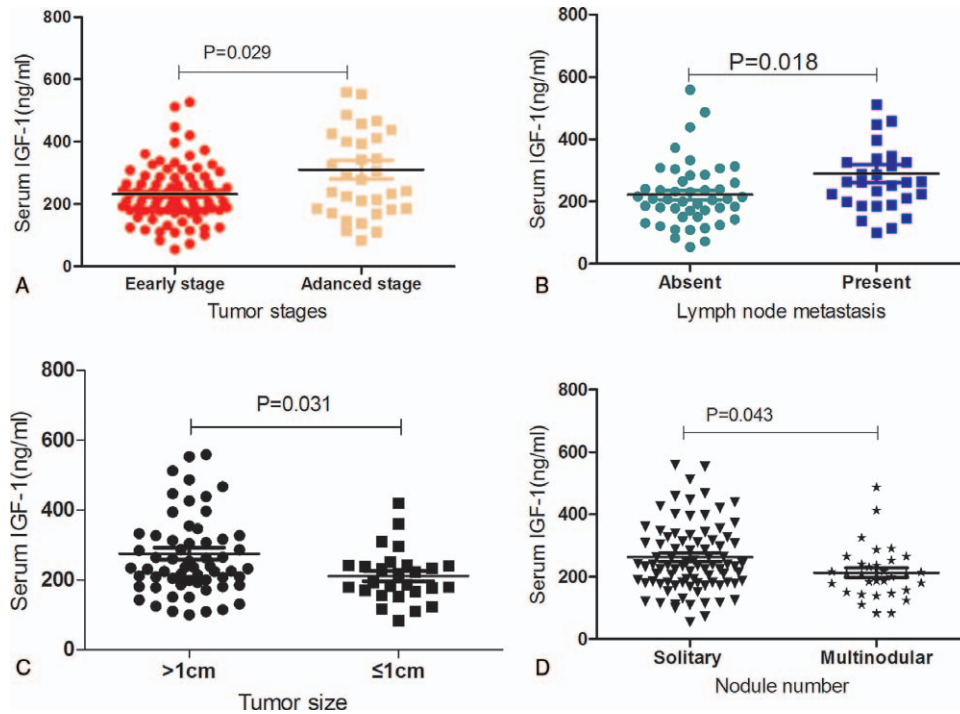 800
600
400
200
0
Serum IGF-1(ng/ml)
P=0.029
Eearly stage
Adanced stage
Tumor stages
A
800
600
400
200
0
Serum IGF-1(ng/ml)
P=0.018
Absent
Present
Lymph node metastasis
B
800
600
400
200
0
Serum IGF-1(ng/ml)
P=0.031
>1cm
≤1cm
Tumor size
C
800
600
400
200
0
Serum IGF-1(ng/ml)
P=0.043
Solitary
Multinodular
Nodule number
D